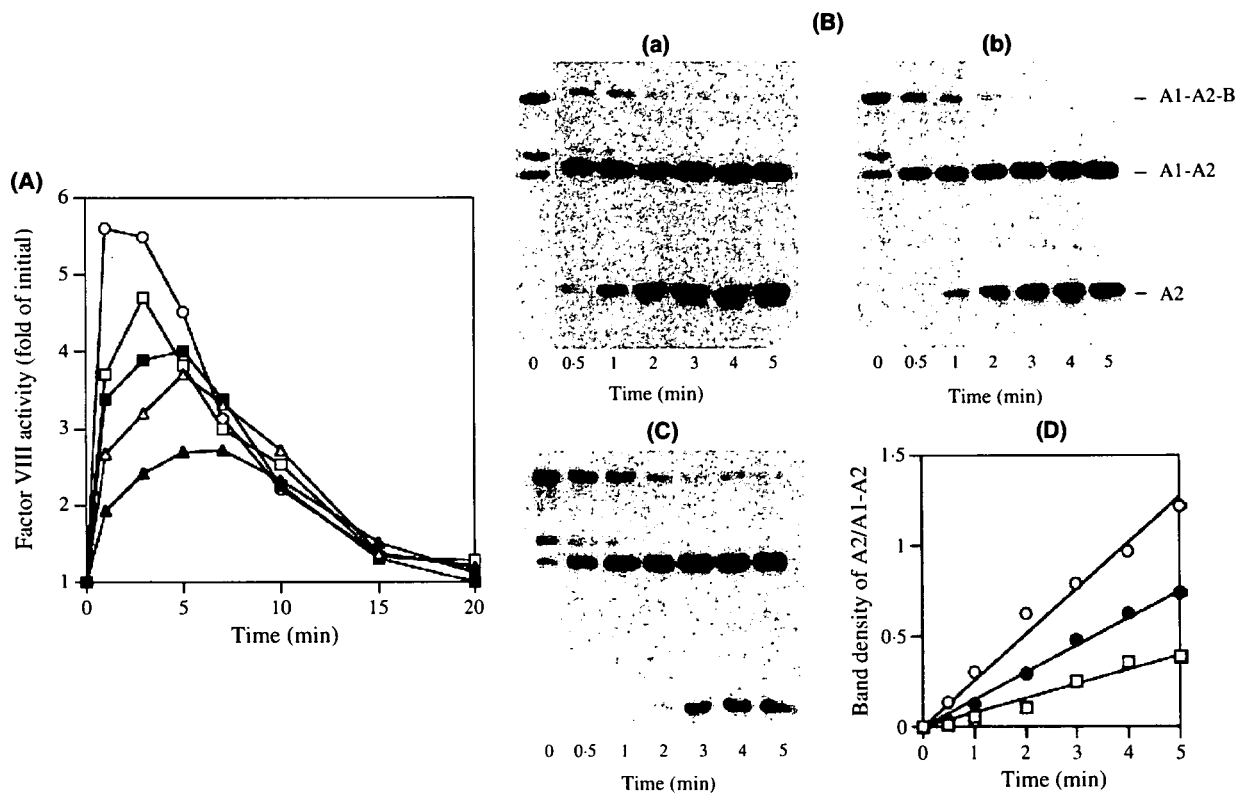 (A)
Factor VIII activity (fold of initial)
6
5
4
3
2
1
0 5 10 15 20
Time (min)
(B)
(a)
0 0·5 1 2 3 4 5
Time (min)
(b)
– A1-A2-B
– A1-A2
– A2
0 0·5 1 2 3 4 5
Time (min)
(C)
0 0·5 1 2 3 4 5
Time (min)
(D)
Band density of A2/A1-A2
1·5
1
0·5
0
0 1 2 3 4 5
Time (min)